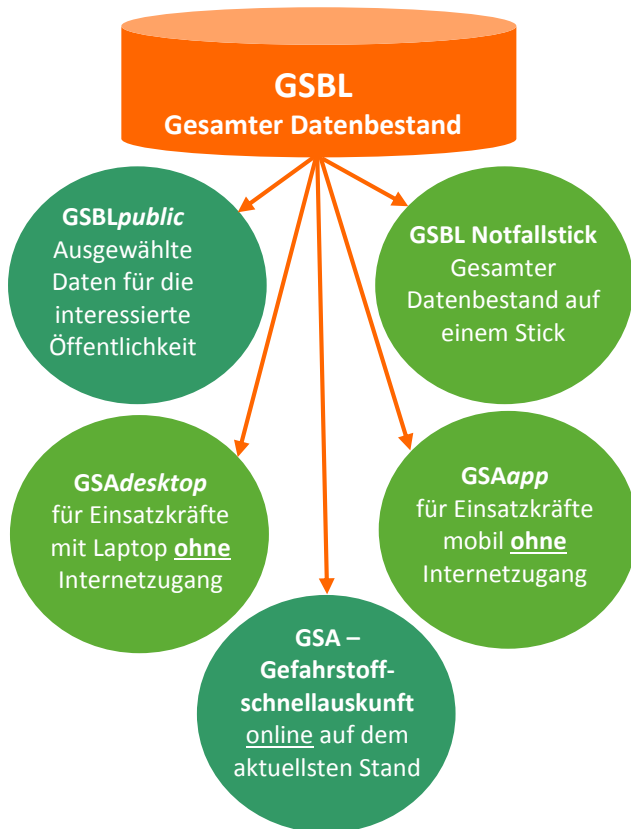 GSBL
Gesamter Datenbestand
GSBLpublic
Ausgewählte
Daten für die
interessierte
Öffentlichkeit
GSBL Notfallstick
Gesamter
Datenbestand auf
einem Stick
GSAdesktop
für Einsatzkräfte
mit Laptop ohne
Internetzugang
GSAapp
für Einsatzkräfte
mobil ohne
Internetzugang
GSA –
Gefahrstoff-
schnellauskunft
online auf dem
aktuellsten Stand